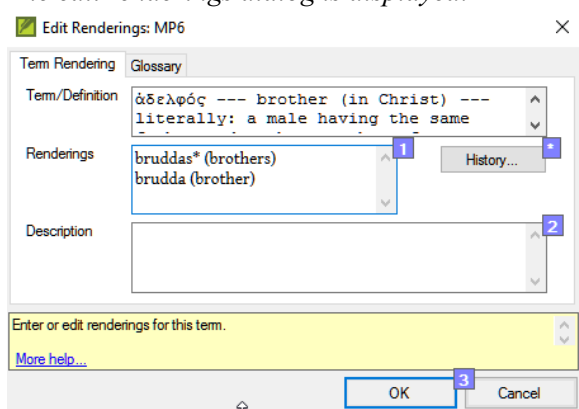 Edit Renderings: MP6
Term Rendering Glossary
Term/Definition
ἀδελφός --- brother (in Christ) ---
literally: a male having the same
Renderings
bruddas* (brothers)
brudda (brother)
1
History...
*
Description
2
Enter or edit renderings for this term.
More help...
OK
3
Cancel